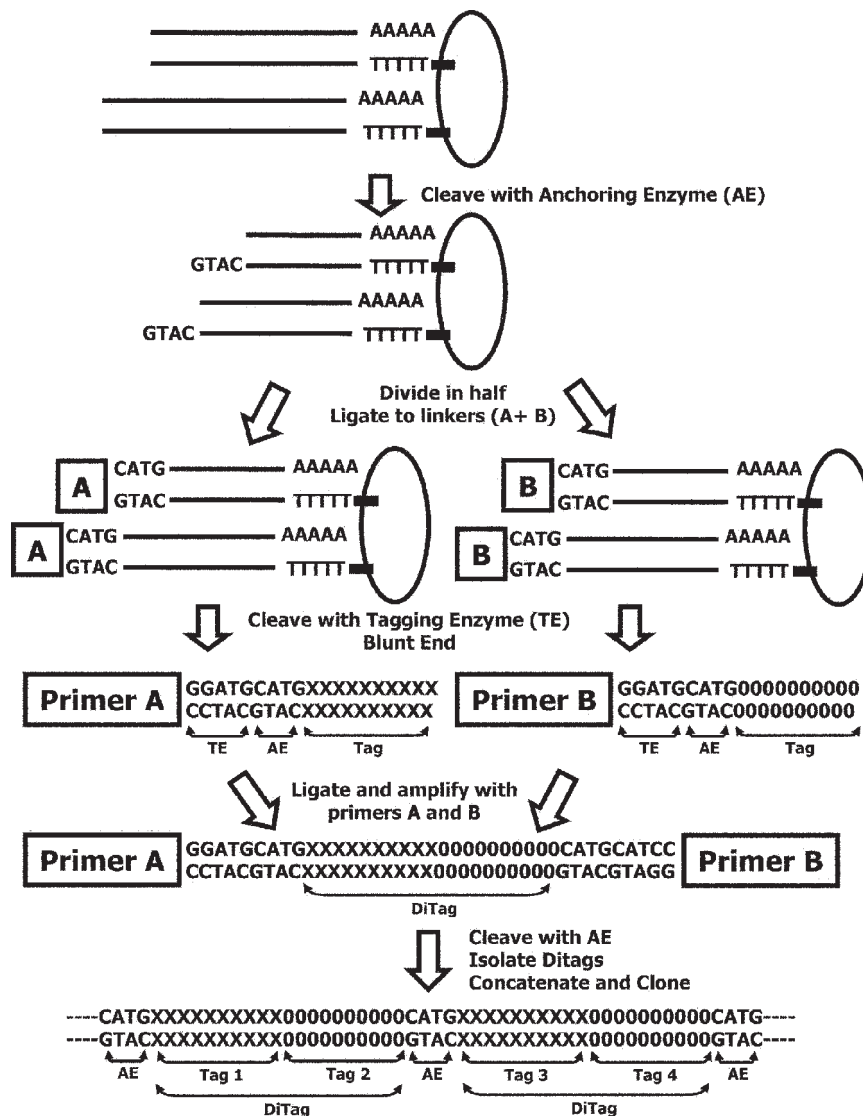 AAAAA
TTTTT
AAAAA
TTTTT
Cleave with Anchoring Enzyme (AE)
AAAAA
GTAC TTTTT
AAAAA
GTAC TTTTT
Divide in half
Ligate to linkers (A+ B)
A CATG AAAAA
GTAC TTTTT
A CATG AAAAA
GTAC TTTTT
B CATG AAAAA
GTAC TTTTT
B CATG AAAAA
GTAC TTTTT
Cleave with Tagging Enzyme (TE)
Blunt End
Primer A GGATGCATGXXXXXXXXXX
CCTACGTACXXXXXXXXXX
TE AE Tag
Primer B GGATGCATG0000000000
CCTACGTAC0000000000
TE AE Tag
Ligate and amplify with
primers A and B
Primer A GGATGCATGXXXXXXXXXX0000000000CATGCATCC Primer B
CCTACGTACXXXXXXXXXX0000000000GTACGTAGG
DiTag
Cleave with AE
Isolate Ditags
Concatenate and Clone
----CATGXXXXXXXXXX0000000000CATGXXXXXXXXXX0000000000CATG----
----GTACXXXXXXXXXX0000000000GTACXXXXXXXXXX0000000000GTAC----
AE Tag 1 Tag 2 AE Tag 3 Tag 4 AE
DiTag DiTag